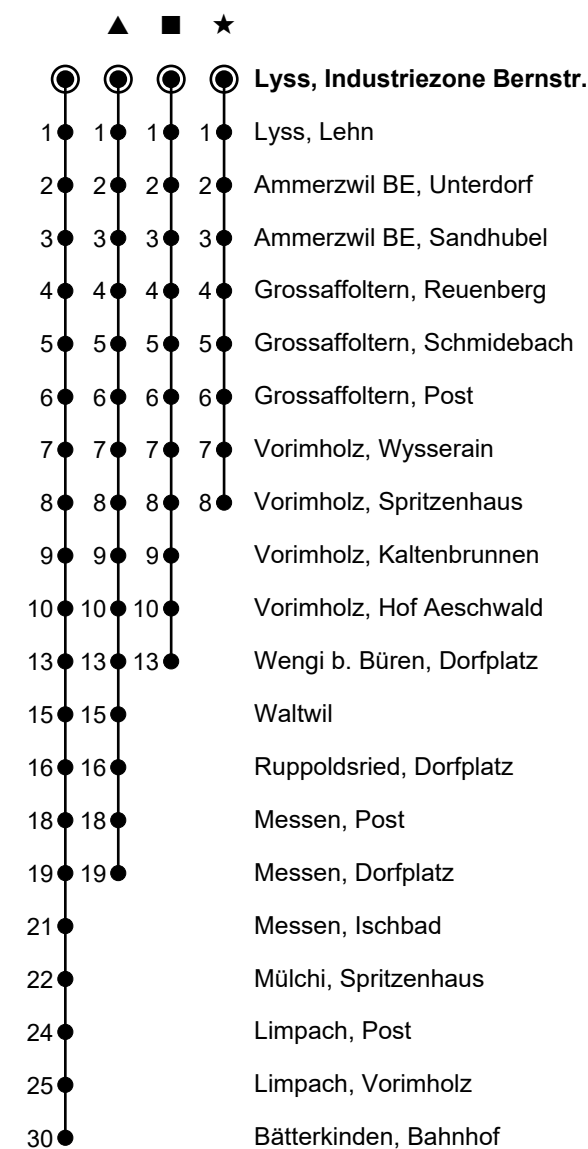 ▲ ■ ★
Lyss, Industriezone Bernstr.
1 1 1 1 Lyss, Lehn
2 2 2 2 Ammerzwil BE, Unterdorf
3 3 3 3 Ammerzwil BE, Sandhubel
4 4 4 4 Grossaffoltern, Reuenberg
5 5 5 5 Grossaffoltern, Schmidebach
6 6 6 6 Grossaffoltern, Post
7 7 7 7 Vorimholz, Wysserain
8 8 8 8 Vorimholz, Spritzenhaus
9 9 9 Vorimholz, Kaltenbrunnen
10 10 10 Vorimholz, Hof Aeschwald
13 13 13 Wengi b. Büren, Dorfplatz
15 15 Waltwil
16 16 Ruppoldsried, Dorfplatz
18 18 Messen, Post
19 19 Messen, Dorfplatz
21 Messen, Ischbad
22 Mülchi, Spritzenhaus
24 Limpach, Post
25 Limpach, Vorimholz
30 Bätterkinden, Bahnhof